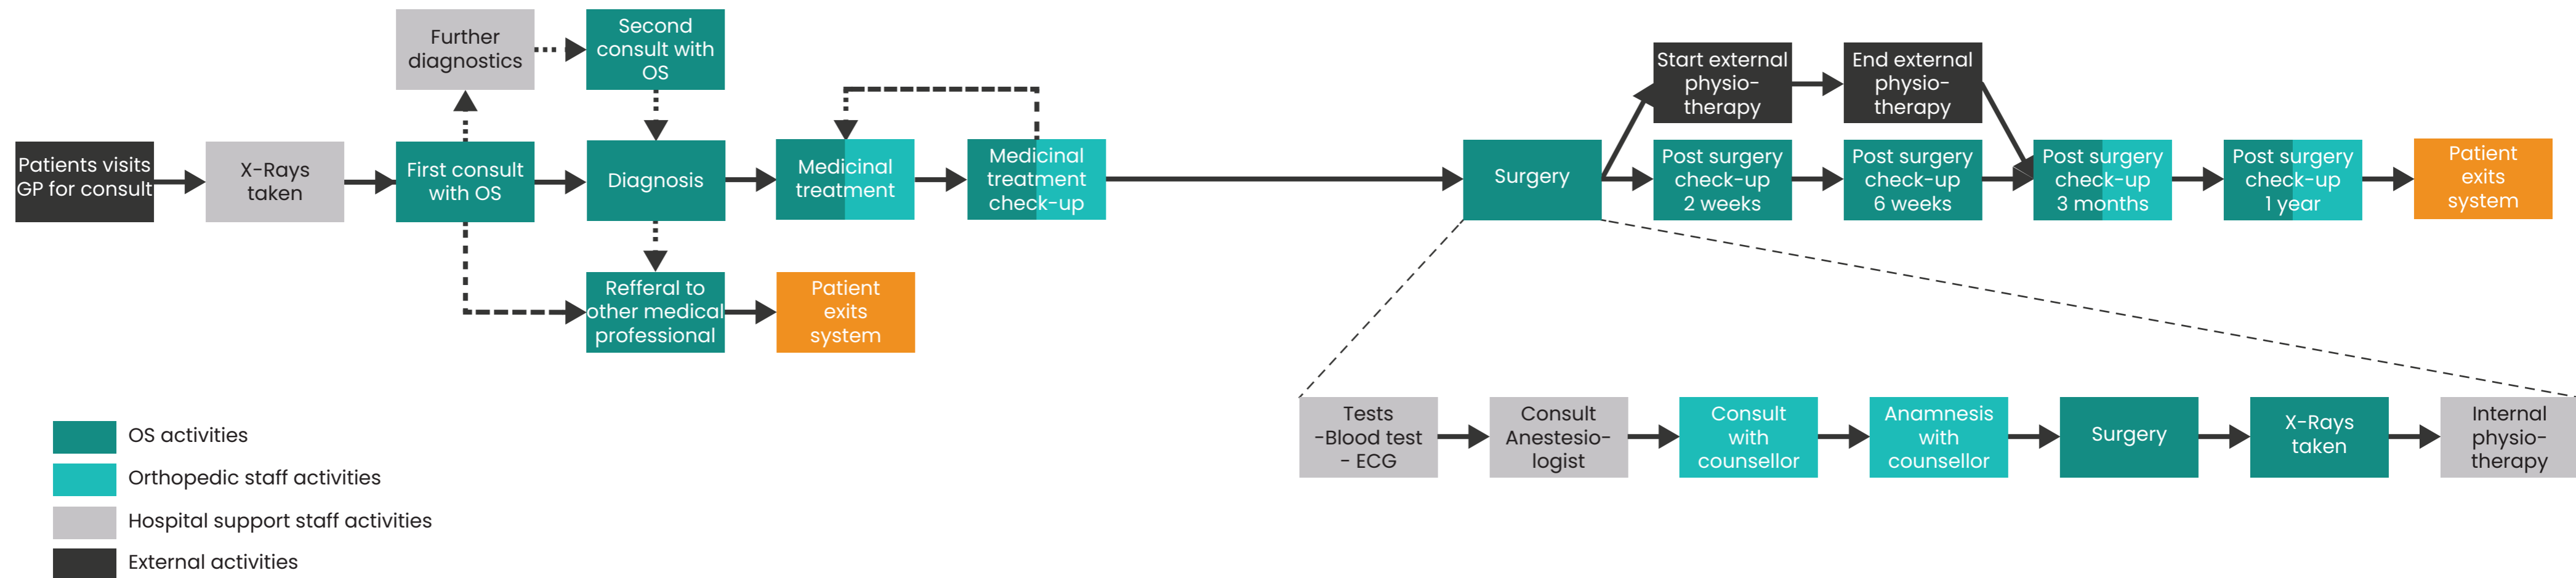 Further
diagnostics
Second
consult with
OS
Start external
physio-
therapy
End external
physio-
therapy
Patients visits
GP for consult
X-Rays
taken
First consult
with OS
Diagnosis
Medicinal
treatment
Medicinal
treatment
check-up
Surgery
Post surgery
check-up
2 weeks
Post surgery
check-up
6 weeks
Post surgery
check-up
3 months
Post surgery
check-up
1 year
Patient
exits
system
Refferal to
other medical
professional
Patient
exits
system
Tests
-Blood test
- ECG
Consult
Anestesio-
logist
Consult
with
counsellor
Anamnesis
with
counsellor
Surgery
X-Rays
taken
Internal
physio-
therapy
OS activities
Orthopedic staff activities
Hospital support staff activities
External activities